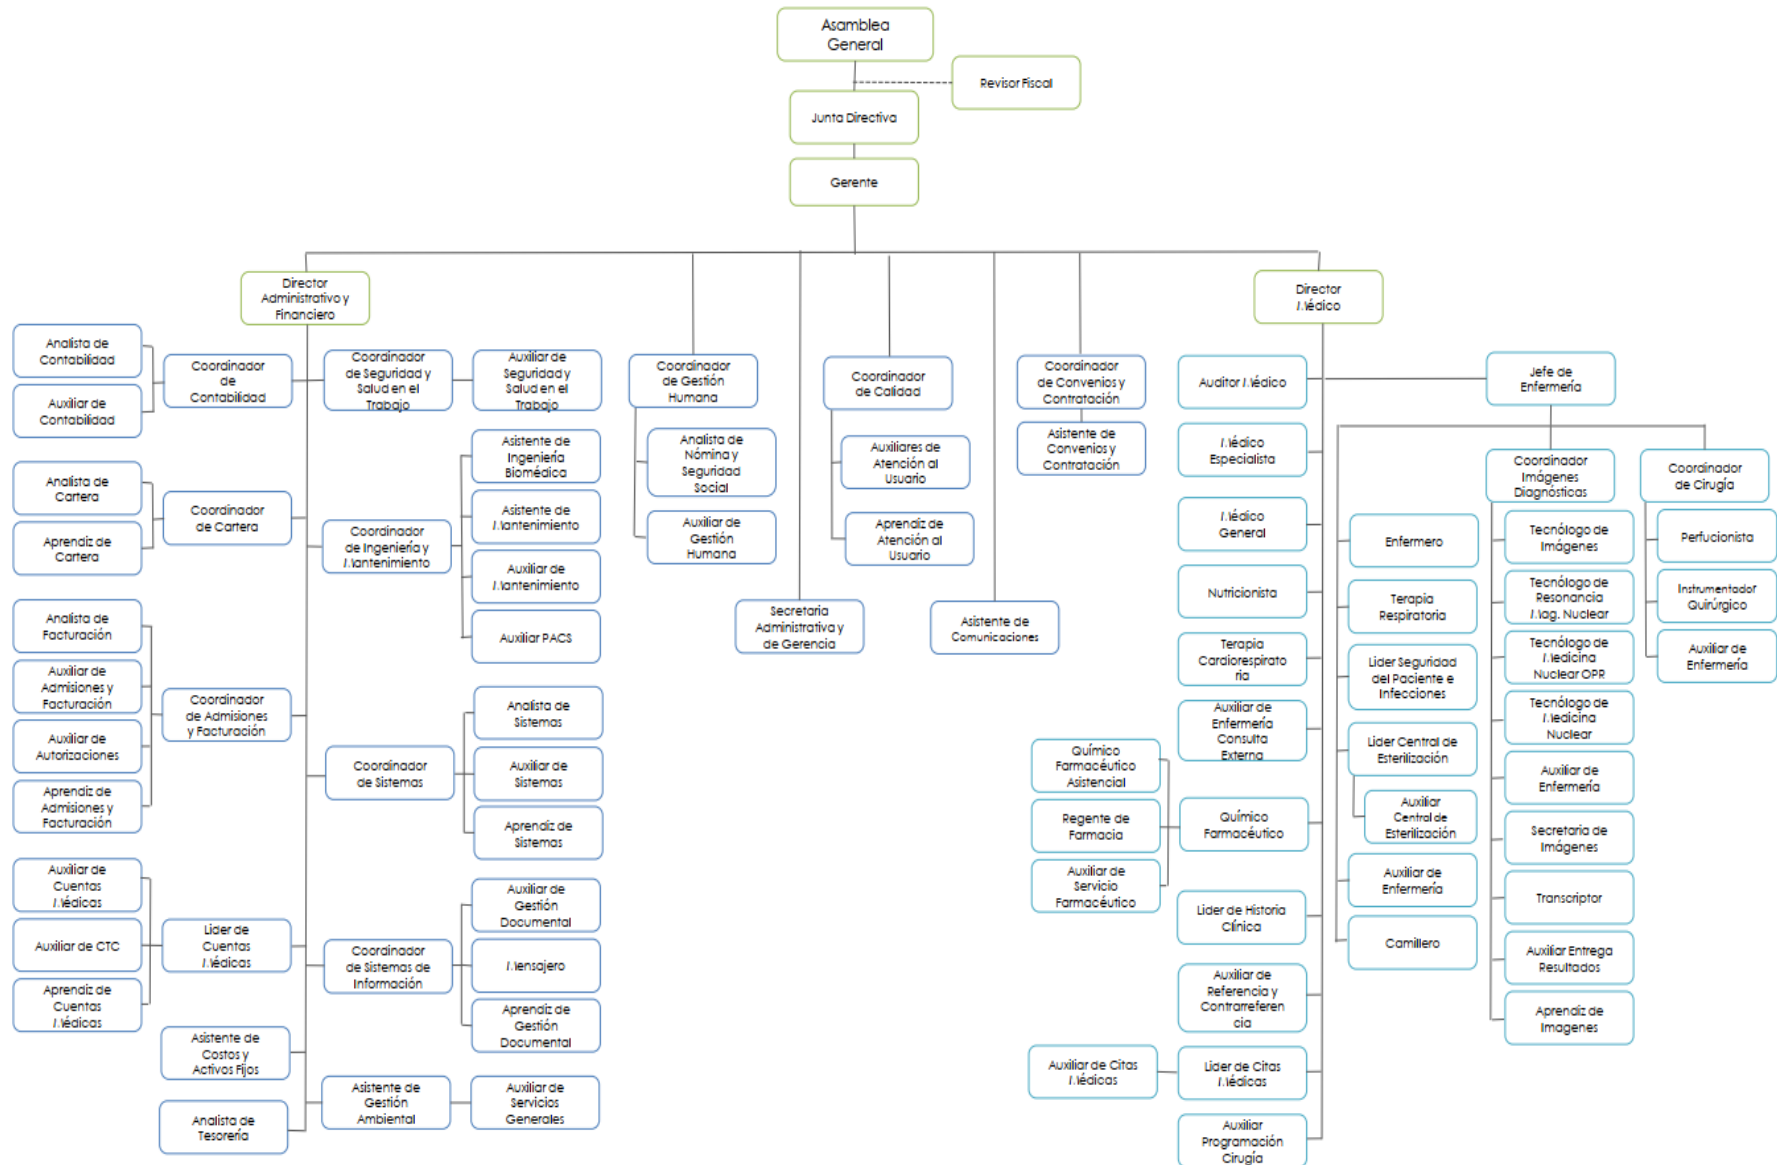 Asamblea
General
Revisor Fiscal
Junta Directiva
Gerente
Director
Administrativo y
Financiero
Director
Médico
Analista de
Contabilidad
Auxiliar de
Contabilidad
Coordinador
de
Contabilidad
Coordinador
de Seguridad y
Salud en el
Trabajo
Auxiliar de
Seguridad y
Salud en el
Trabajo
Analista de
Cartera
Aprendiz de
Cartera
Coordinador
de Cartera
Coordinador
de Ingeniería y
Mantenimiento
Asistente de
Ingeniería
Biomédica
Asistente de
Mantenimiento
Auxiliar de
Mantenimiento
Auxiliar PACS
Analista de
Facturación
Auxiliar de
Admisiones y
Facturación
Auxiliar de
Autorizaciones
Aprendiz de
Admisiones y
Facturación
Coordinador
de Admisiones
y Facturación
Coordinador
de Sistemas
Analista de
Sistemas
Auxiliar de
Sistemas
Aprendiz de
Sistemas
Auxiliar de
Cuentas
Médicas
Auxiliar de CTC
Aprendiz de
Cuentas
Médicas
Lider de
Cuentas
Médicas
Coordinador
de Sistemas de
Información
Auxiliar de
Gestión
Documental
Mensajero
Aprendiz de
Gestión
Documental
Asistente de
Costos y
Activos Fijos
Analista de
Tesorería
Asistente de
Gestión
Ambiental
Auxiliar de
Servicios
Generales
Coordinador
de Gestión
Humana
Analista de
Nómina y
Seguridad
Social
Auxiliar de
Gestión
Humana
Secretaria
Administrativa y
de Gerencia
Coordinador
de Calidad
Auxiliares de
Atención al
Usuario
Aprendiz de
Atención al
Usuario
Asistente de
Comunicaciones
Coordinador
de Convenios y
Contratación
Asistente de
Convenios y
Contratación
Auditor Médico
Médico
Especialista
Médico
General
Nutricionista
Terapia
Cardiorespirato
ria
Auxiliar de
Enfermería
Consulta
Externa
Químico
Farmacéutico
Asistencial
Regente de
Farmacia
Auxiliar de
Servicio
Farmacéutico
Químico
Farmacéutico
Lider de Historia
Clínica
Auxiliar de
Referencia y
Contrarreferen
cia
Auxiliar de Citas
Médicas
Lider de Citas
Médicas
Auxiliar
Programación
Cirugía
Jefe de
Enfermería
Enfermero
Terapia
Respiratoria
Lider Seguridad
del Paciente e
Infecciones
Lider Central de
Esterilización
Auxiliar
Central de
Esterilización
Auxiliar de
Enfermería
Camillero
Coordinador
Imágenes
Diagnósticas
Tecnólogo de
Imágenes
Tecnólogo de
Resonancia
Mag. Nuclear
Tecnólogo de
Medicina
Nuclear OPR
Tecnólogo de
Medicina
Nuclear
Auxiliar de
Enfermería
Secretaria de
Imágenes
Transcriptor
Auxiliar Entrega
Resultados
Aprendiz de
Imagenes
Coordinador
de Cirugía
Perfucionista
Instrumentador
Quirúrgico
Auxiliar de
Enfermería